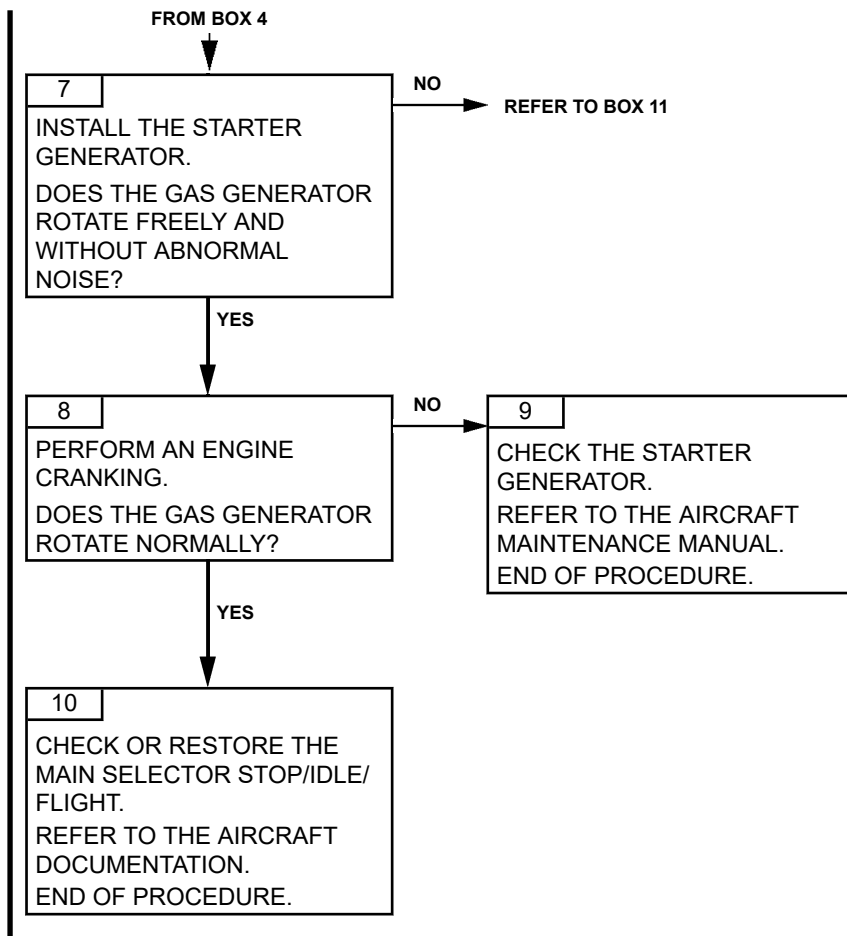 FROM BOX 4
7
INSTALL THE STARTER
GENERATOR.
DOES THE GAS GENERATOR
ROTATE FREELY AND
WITHOUT ABNORMAL
NOISE?
NO
REFER TO BOX 11
YES
8
PERFORM AN ENGINE
CRANKING.
DOES THE GAS GENERATOR
ROTATE NORMALLY?
NO
9
CHECK THE STARTER
GENERATOR.
REFER TO THE AIRCRAFT
MAINTENANCE MANUAL.
END OF PROCEDURE.
YES
10
CHECK OR RESTORE THE
MAIN SELECTOR STOP/IDLE/
FLIGHT.
REFER TO THE AIRCRAFT
DOCUMENTATION.
END OF PROCEDURE.